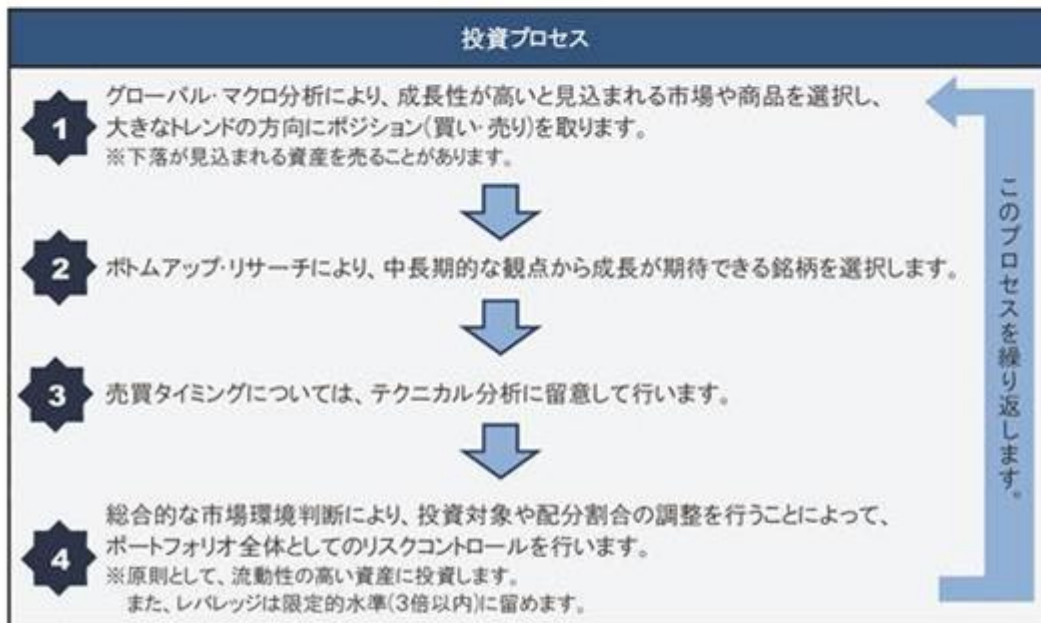 投資プロセス
1
グローバル・マクロ分析により、成長性が高いと見込まれる市場や商品を選択し、
大きなトレンドの方向にポジション(買い・売り)を取ります。
※下落が見込まれる資産を売ることがあります。
2
ボトムアップ・リサーチにより、中長期的な観点から成長が期待できる銘柄を選択します。
3
売買タイミングについては、テクニカル分析に留意して行います。
4
総合的な市場環境判断により、投資対象や配分割合の調整を行うことによって、
ポートフォリオ全体としてのリスクコントロールを行います。
※原則として、流動性の高い資産に投資します。
また、レバレッジは限定的水準(3倍以内)に留めます。
このプロセスを繰り返します。